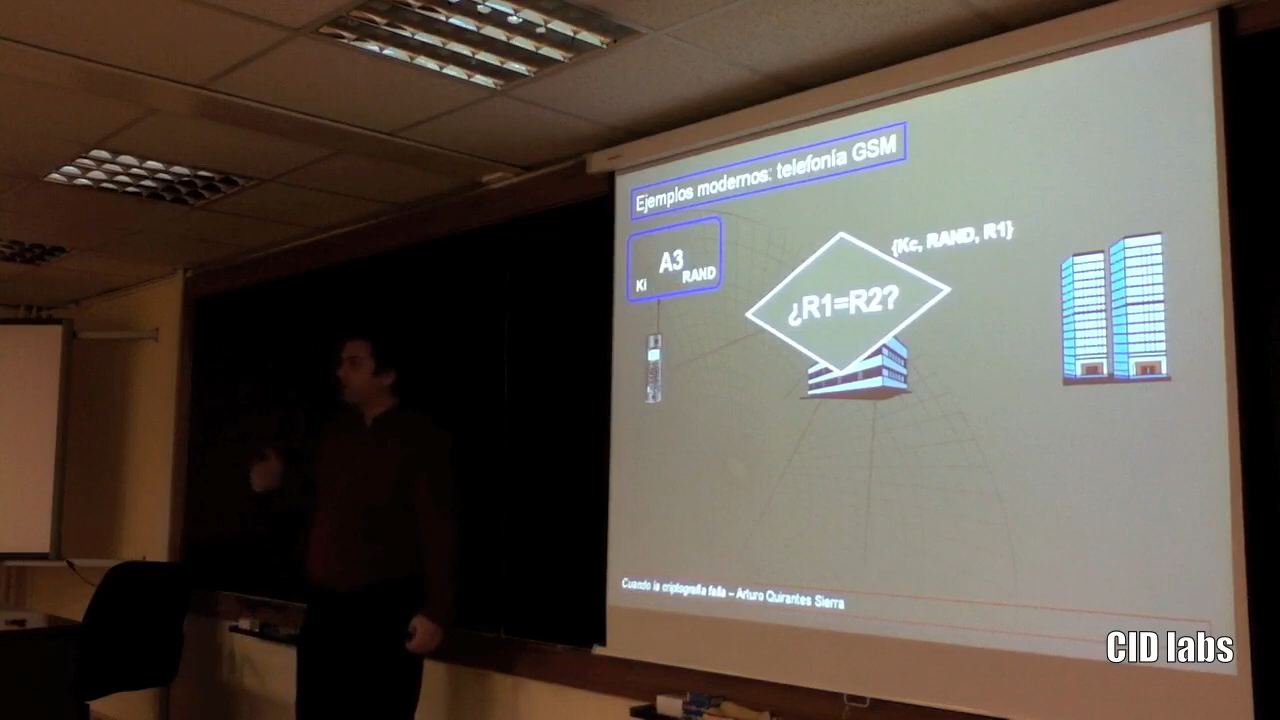 Ejemplos modernos: telefonía GSM
A3
Ki
RAND
{Kc, RAND, R1}
¿R1=R2?
Cuando la criptografía falla – Arturo Quirantes Sierra
CID labs